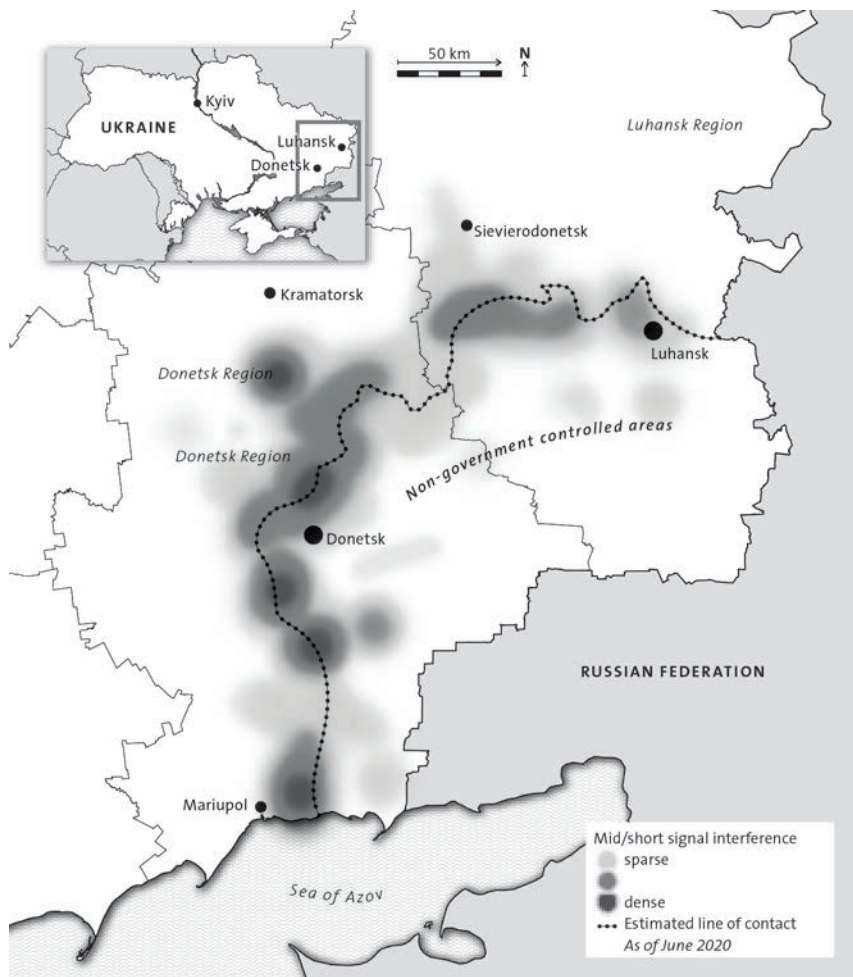 50 km
N
Kyiv
UKRAINE
Luhansk
Donetsk
Luhansk Region
Sievierodonetsk
Kramatorsk
Luhansk
Donetsk Region
Donetsk Region
Non-government controlled areas
Donetsk
RUSSIAN FEDERATION
Mariupol
Sea of Azov
Mid/short signal interference
sparse
dense
Estimated line of contact
As of June 2020